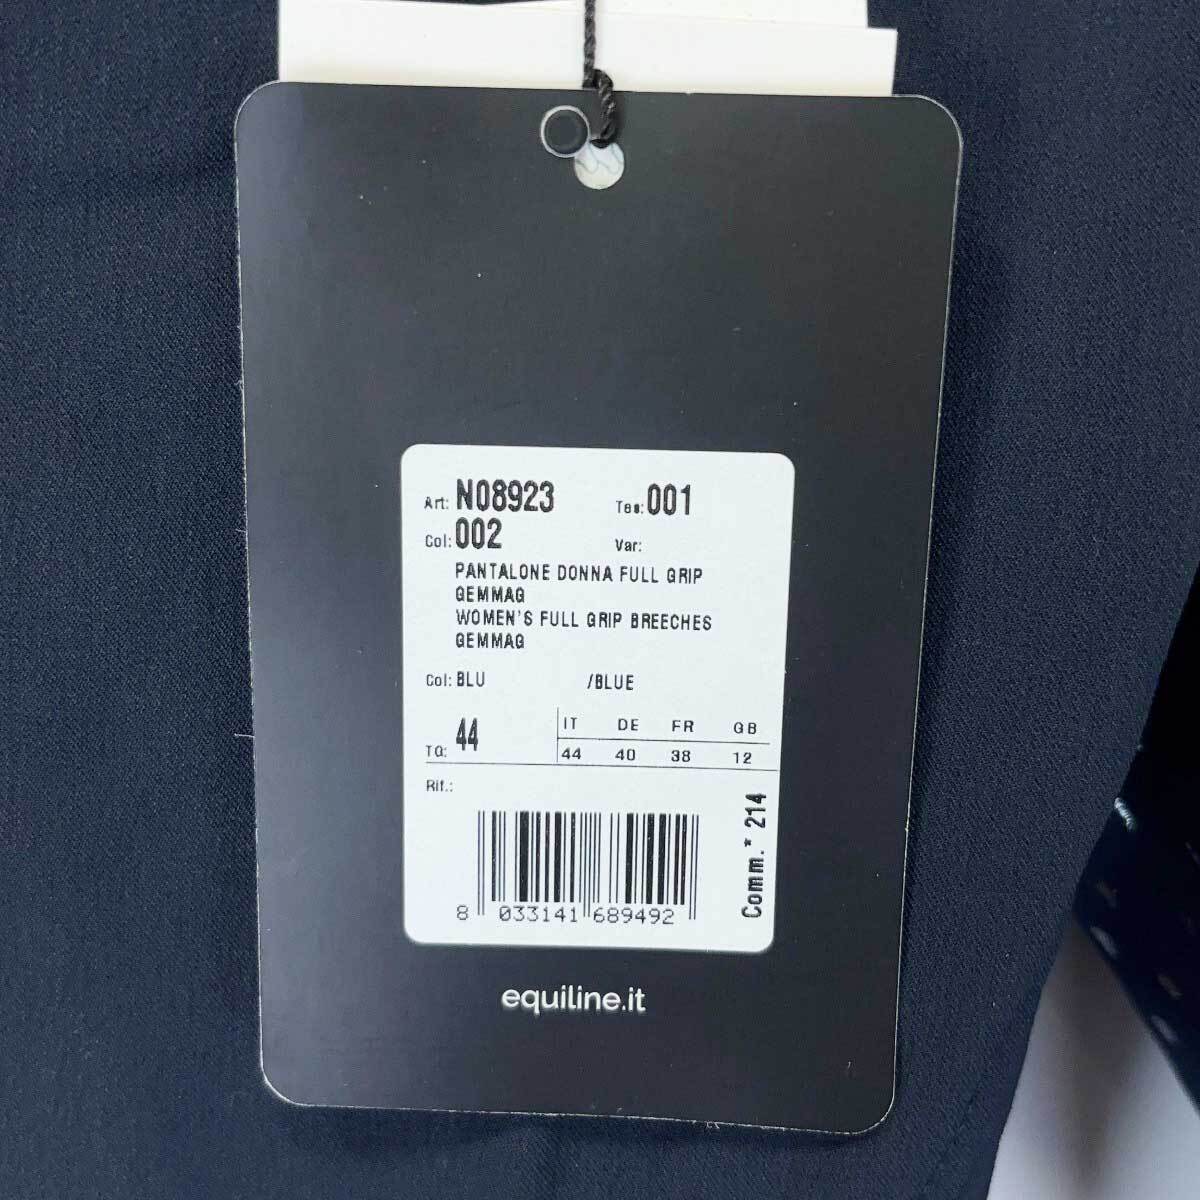 Art: N08923 Tes: 001
Col: 002 Var:
PANTALONE DONNA FULL GRIP
GEMMAG
WOMEN'S FULL GRIP BREECHES
GEMMAG
Col: BLU /BLUE
TG: 44
IT DE FR GB
44 40 38 12
Rif.:
Comm.* 214
8 033141 689492
equiline.it